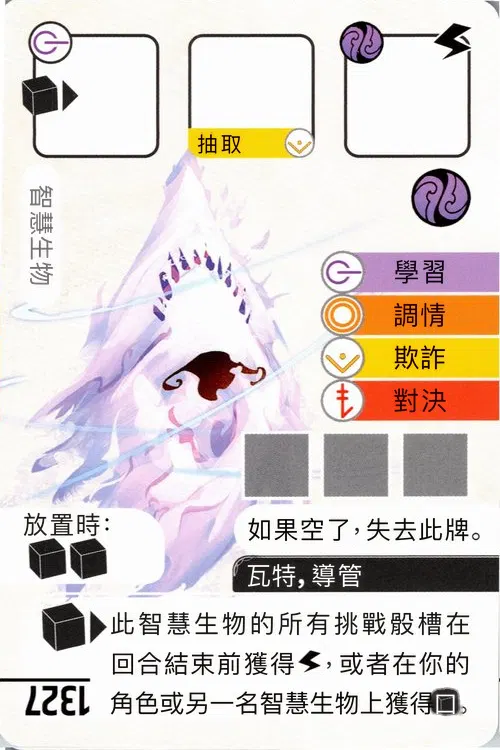 抽取
智慧生物
學習
調情
欺詐
對決
放置時：
如果空了，失去此牌。
瓦特，導管
此智慧生物的所有挑戰骰槽在
回合結束前獲得，或者在你的
角色或另一名智慧生物上獲得。
1327